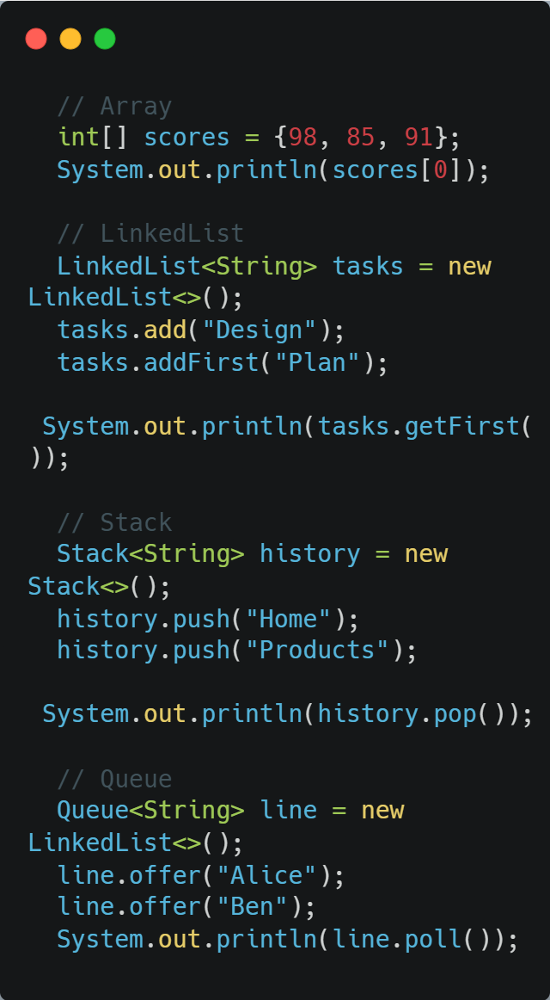 // Array
int[] scores = {98, 85, 91};
System.out.println(scores[0]);
// LinkedList
LinkedList<String> tasks = new
LinkedList<>();
tasks.add("Design");
tasks.addFirst("Plan");
System.out.println(tasks.getFirst(
));
// Stack
Stack<String> history = new
Stack<>();
history.push("Home");
history.push("Products");
System.out.println(history.pop());
// Queue
Queue<String> line = new
LinkedList<>();
line.offer("Alice");
line.offer("Ben");
System.out.println(line.poll());